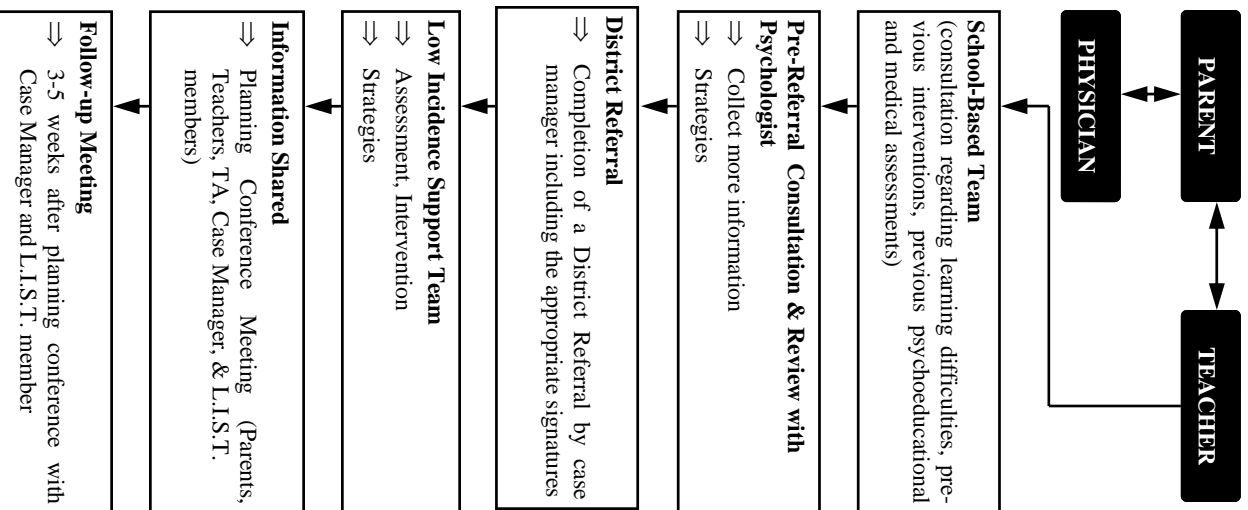 PARENT
TEACHER
PHYSICIAN
School-Based Team
(consultation regarding learning difficulties, pre-
vious interventions, previous psychoeducational
and medical assessments)
Pre-Referral Consultation & Review with
Psychologist
⇒ Collect more information
⇒ Strategies
District Referral
⇒ Completion of a District Referral by case
manager including the appropriate signatures
Low Incidence Support Team
⇒ Assessment, Intervention
⇒ Strategies
Information Shared
⇒ Planning Conference Meeting (Parents,
Teachers, TA, Case Manager, & L.I.S.T.
members)
Follow-up Meeting
⇒ 3-5 weeks after planning conference with
Case Manager and L.I.S.T. member